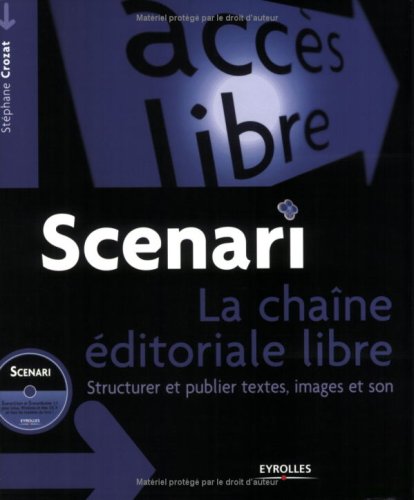 Matériel protégé par le droit d'auteur
Stéphane Crozat
accès
libre
Scenari
La chaîne
éditoriale libre
Structurer et publier textes, images et son
SCENARI
EYROLLES
EYROLLES
Matériel protégé par le droit d'auteur